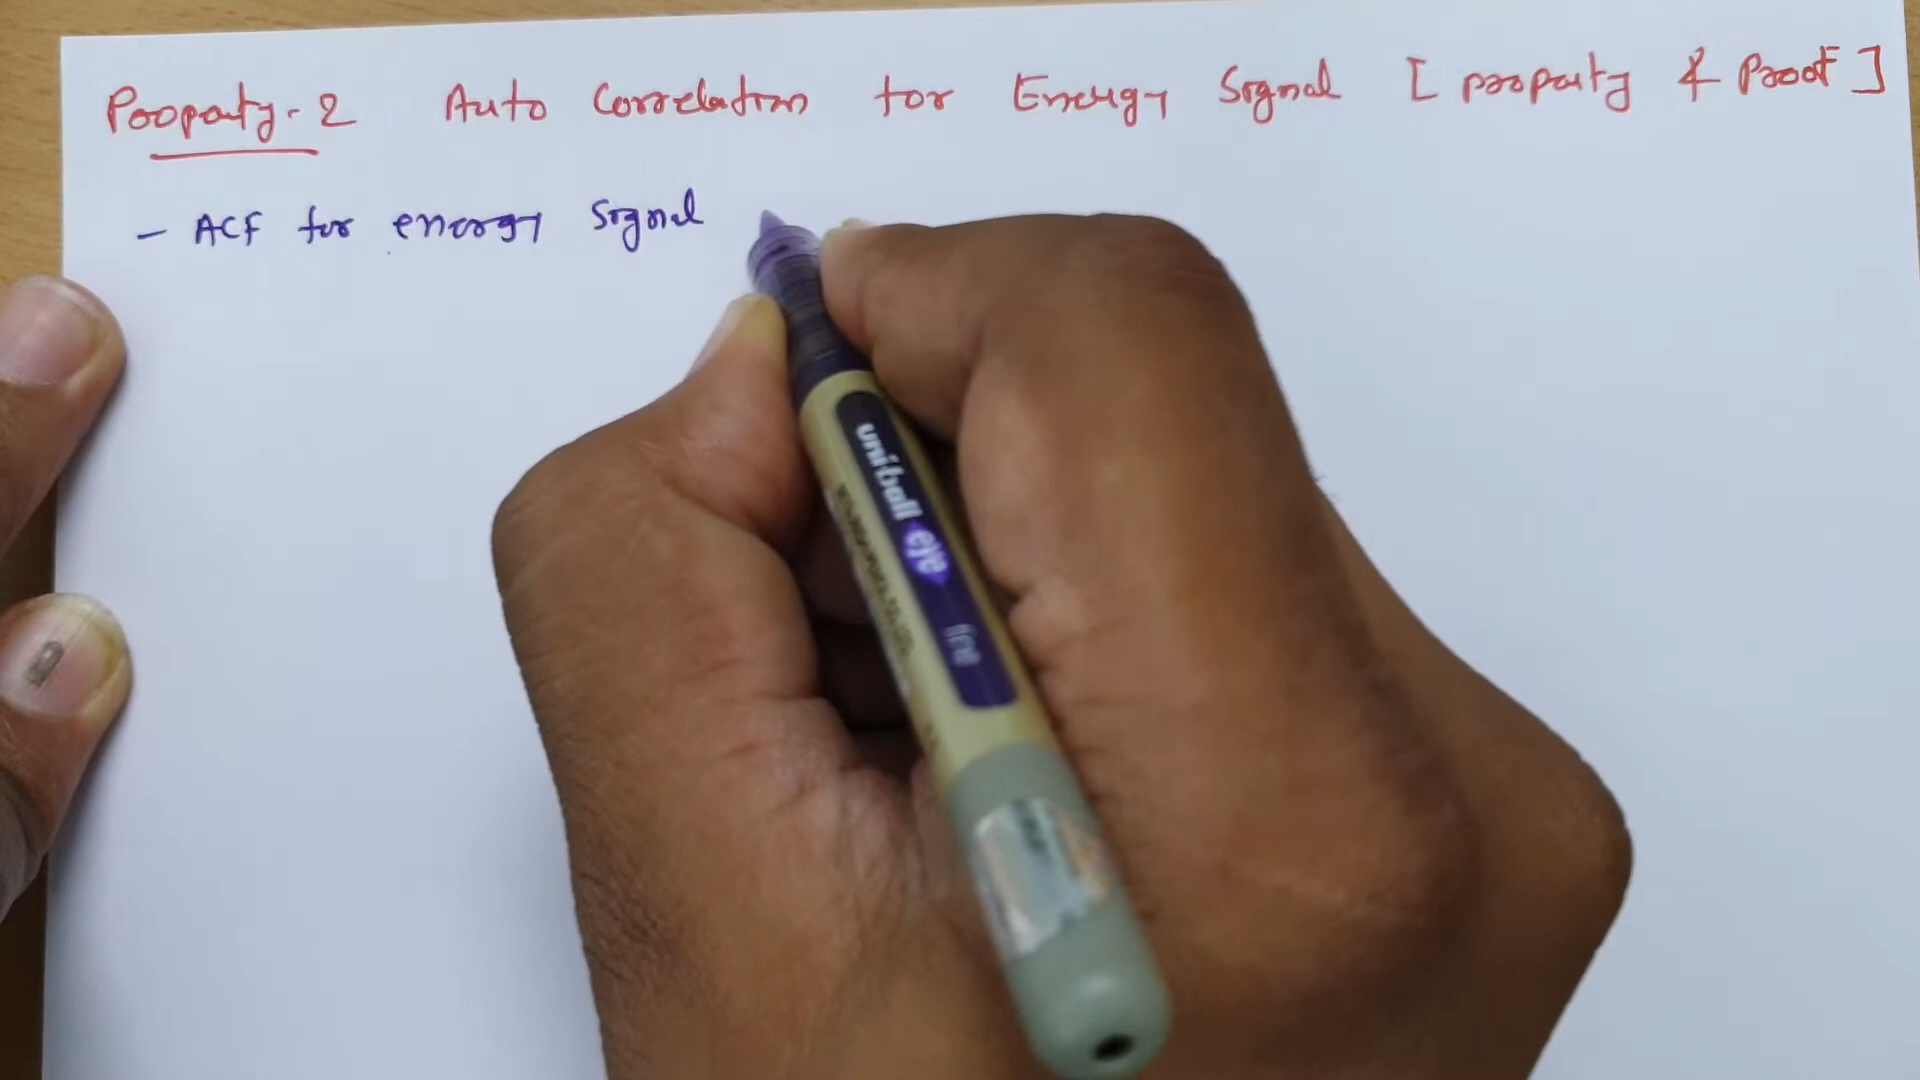 Property-2 Auto Correlation for Energy Signal [ property & Proof ]
- ACF for energy Signal
uniball eye fine